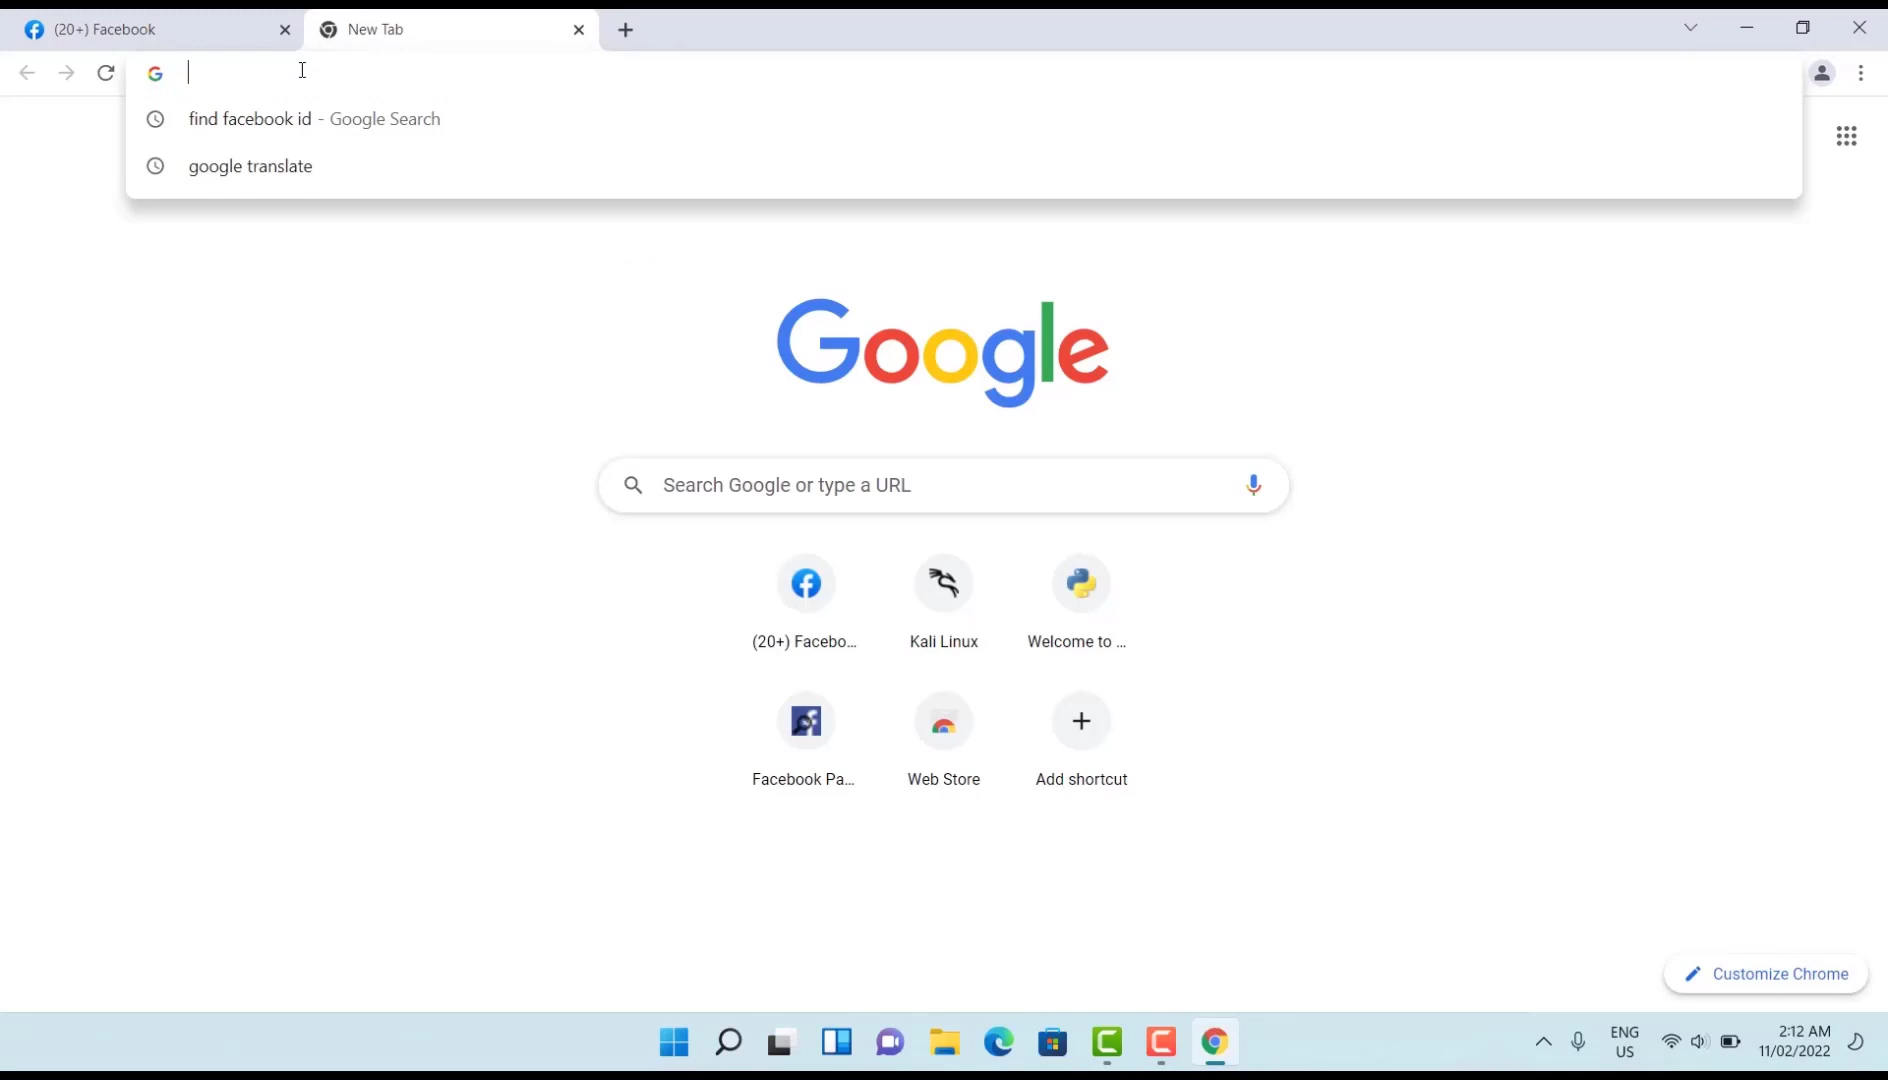 (20+) Facebook
New Tab
find facebook id - Google Search
google translate
Google
Search Google or type a URL
(20+) Facebo...
Kali Linux
Welcome to ...
Facebook Pa...
Web Store
Add shortcut
Customize Chrome
ENG
US
2:12 AM
11/02/2022